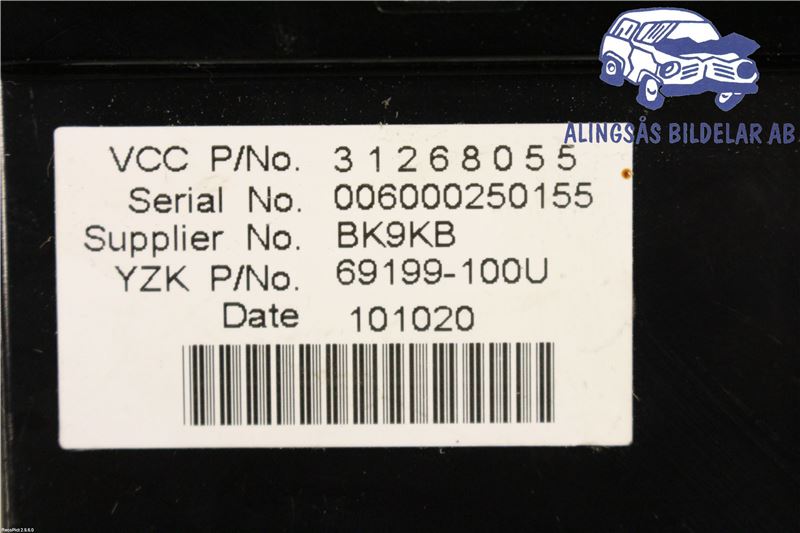 ALINGSÅS BILDELAR AB
VCC P/No. 31268055
Serial No. 006000250155
Supplier No. BK9KB
YZK P/No. 69199-100U
Date 101020